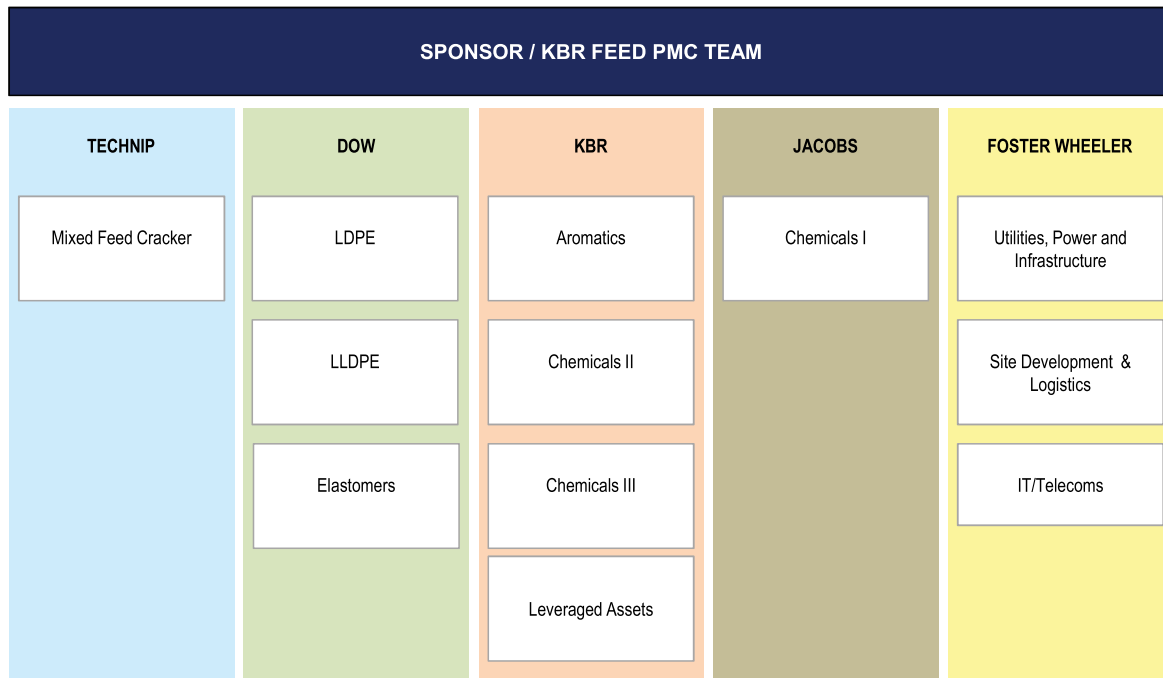 SPONSOR / KBR FEED PMC TEAM
TECHNIP
Mixed Feed Cracker
DOW
LDPE
LLDPE
Elastomers
KBR
Aromatics
Chemicals II
Chemicals III
Leveraged Assets
JACOBS
Chemicals I
FOSTER WHEELER
Utilities, Power and
Infrastructure
Site Development &
Logistics
IT/Telecoms